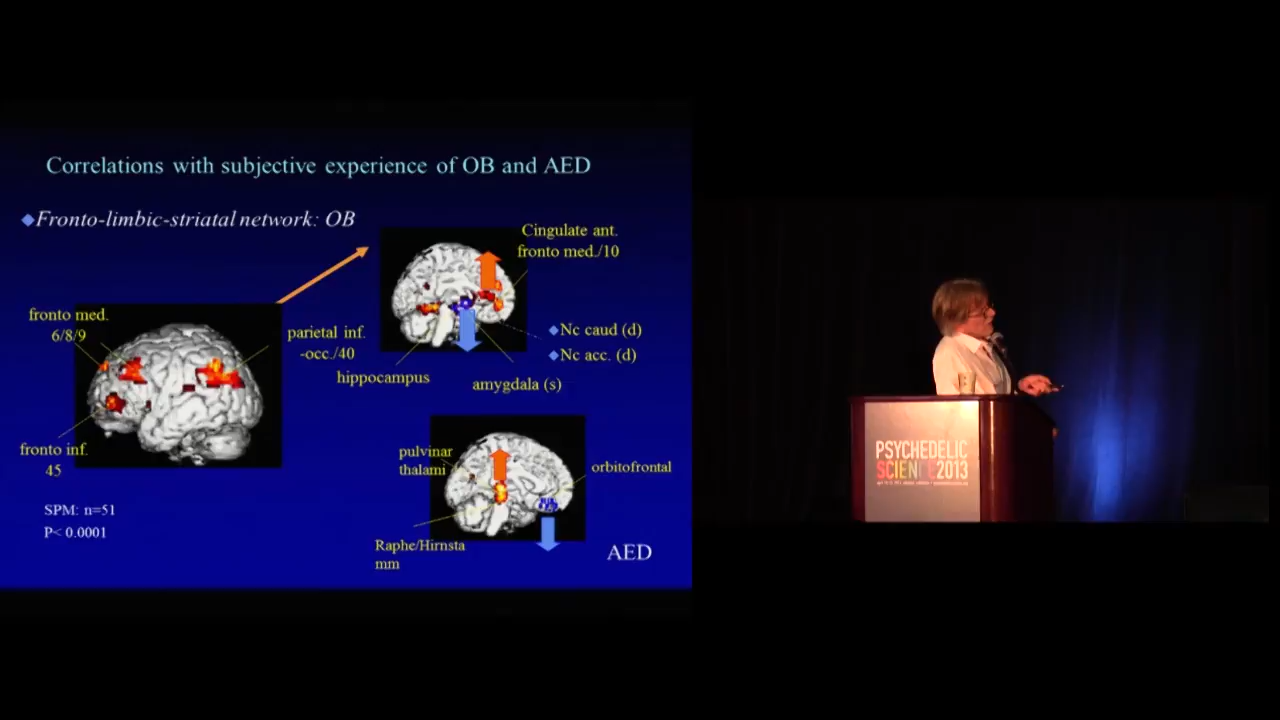 Correlations with subjective experience of OB and AED
Fronto-limbic-striatal network: OB
Cingulate ant.
fronto med./10
fronto med.
6/8/9
parietal inf.
-occ./40
Nc caud (d)
Nc acc. (d)
hippocampus
amygdala (s)
fronto inf.
45
pulvinar
thalami
orbitofrontal
SPM: n=51
P< 0.0001
Raphe/Hirnsta
mm
AED
PSYCHEDELIC
SCIENCE2013